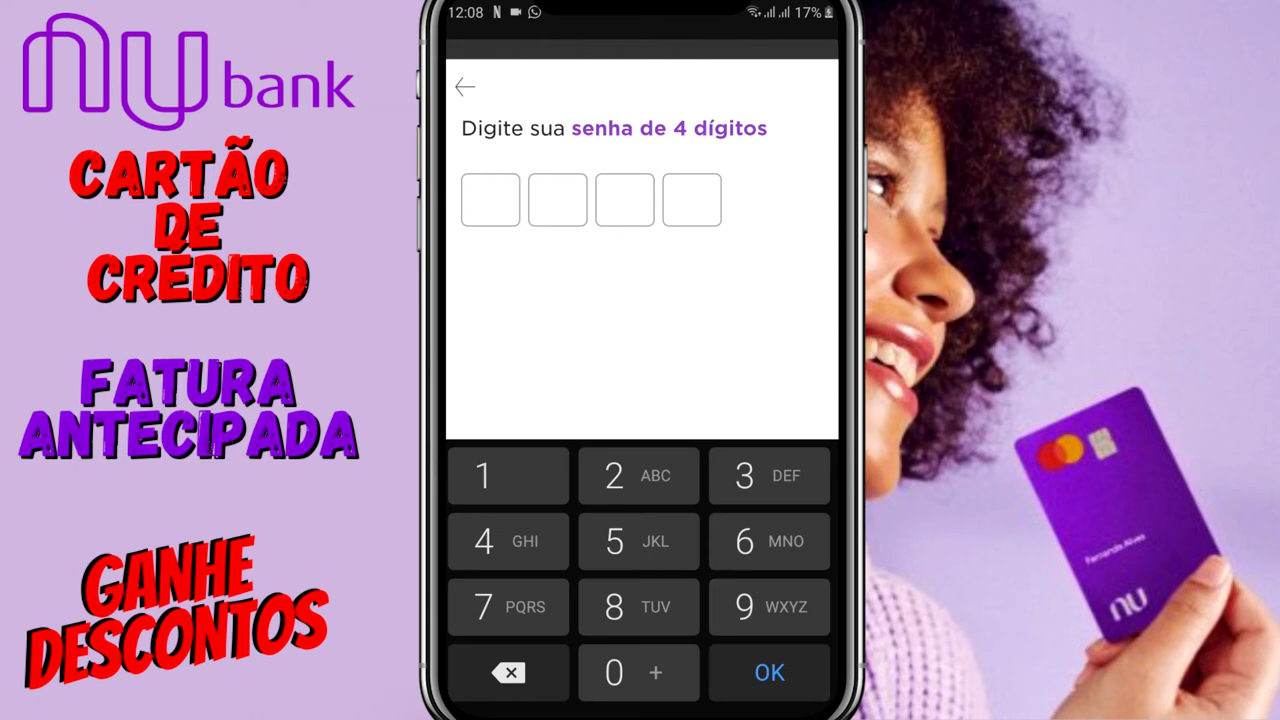 nu bank
CARTÃO
DE
CRÉDITO
FATURA
ANTECIPADA
GANHE
DESCONTOS
12:08 N 17%
Digite sua senha de 4 dígitos
1
2 ABC
3 DEF
4 GHI
5 JKL
6 MNO
7 PQRS
8 TUV
9 WXYZ
0 +
OK
Fernanda Alves
nu